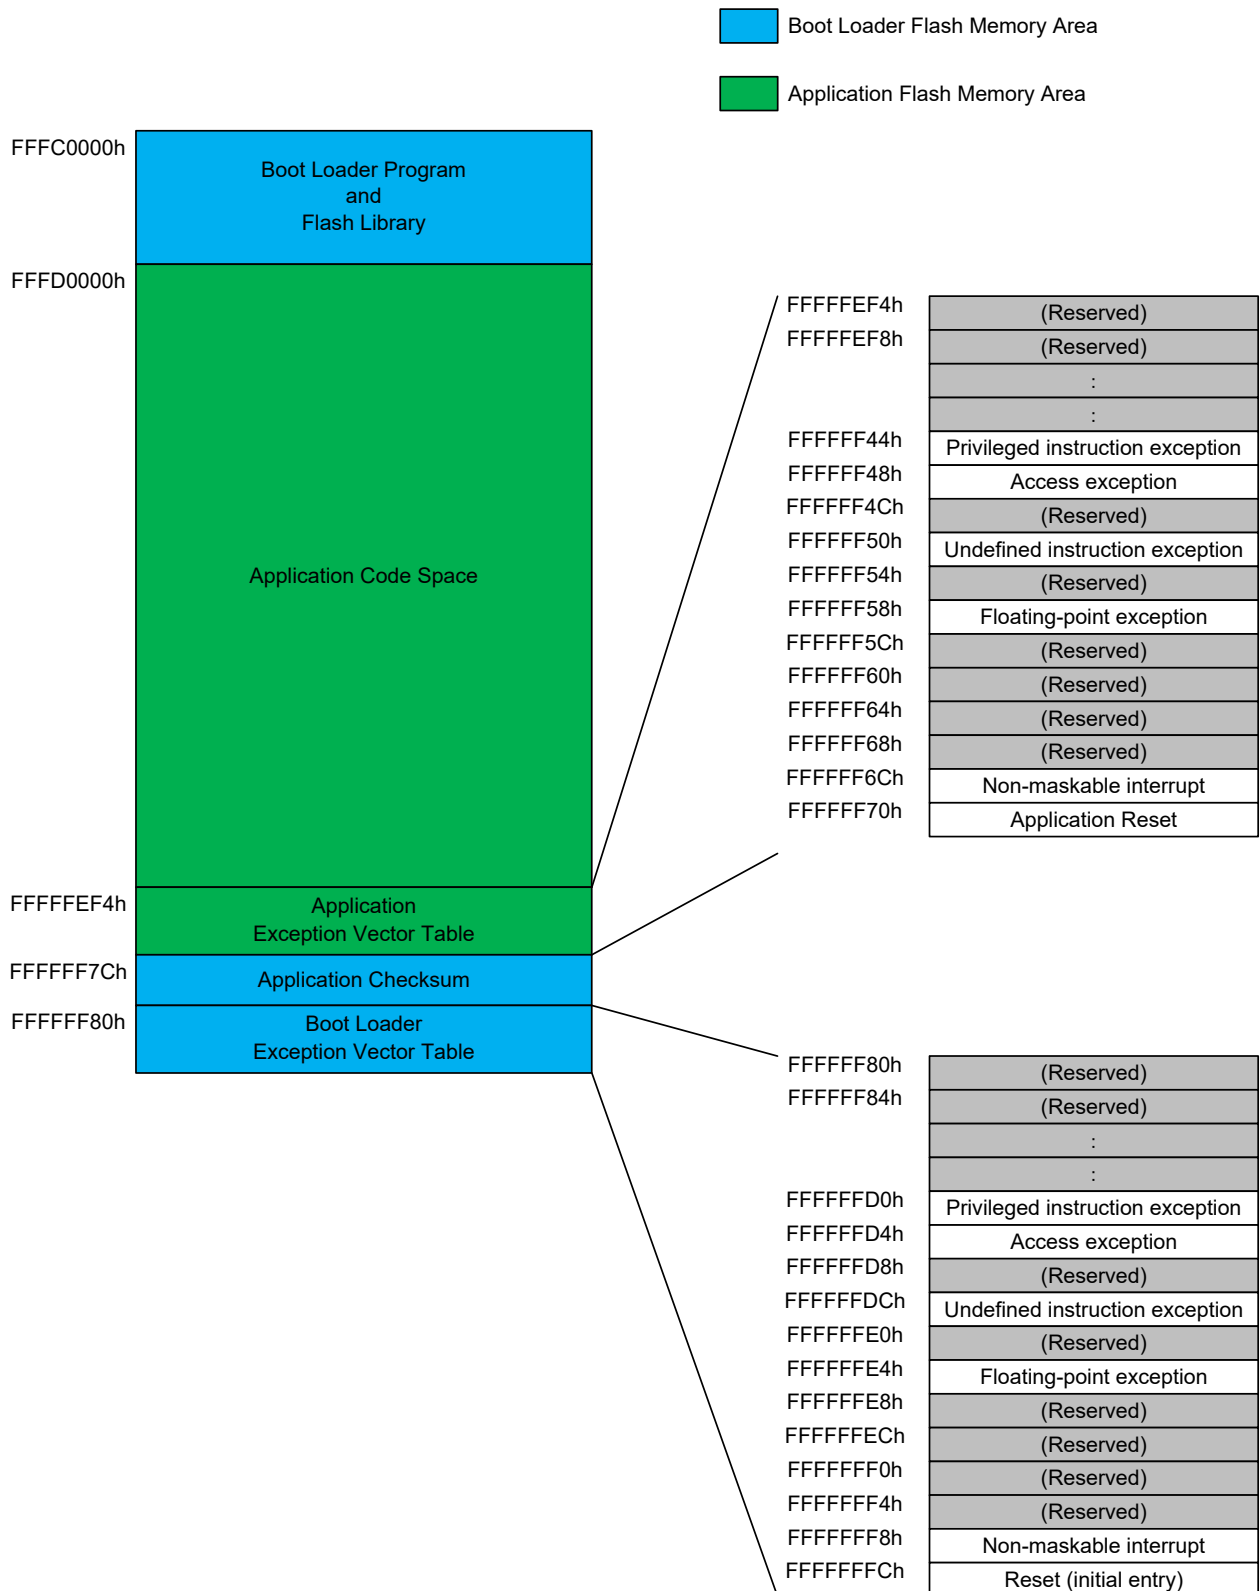 Boot Loader Flash Memory Area
Application Flash Memory Area
FFFC0000h
Boot Loader Program
and
Flash Library
FFFD0000h
Application Code Space
FFFFFEF4h
Application
Exception Vector Table
FFFFFF7Ch
Application Checksum
FFFFFF80h
Boot Loader
Exception Vector Table
FFFFFEF4h (Reserved)
FFFFFEF8h (Reserved)
:
:
FFFFFF44h Privileged instruction exception
FFFFFF48h Access exception
FFFFFF4Ch (Reserved)
FFFFFF50h Undefined instruction exception
FFFFFF54h (Reserved)
FFFFFF58h Floating-point exception
FFFFFF5Ch (Reserved)
FFFFFF60h (Reserved)
FFFFFF64h (Reserved)
FFFFFF68h (Reserved)
FFFFFF6Ch Non-maskable interrupt
FFFFFF70h Application Reset
FFFFFF80h (Reserved)
FFFFFF84h (Reserved)
:
:
FFFFFFD0h Privileged instruction exception
FFFFFFD4h Access exception
FFFFFFD8h (Reserved)
FFFFFFDCh Undefined instruction exception
FFFFFFE0h (Reserved)
FFFFFFE4h Floating-point exception
FFFFFFE8h (Reserved)
FFFFFFECh (Reserved)
FFFFFFF0h (Reserved)
FFFFFFF4h (Reserved)
FFFFFFF8h Non-maskable interrupt
FFFFFFFCh Reset (initial entry)